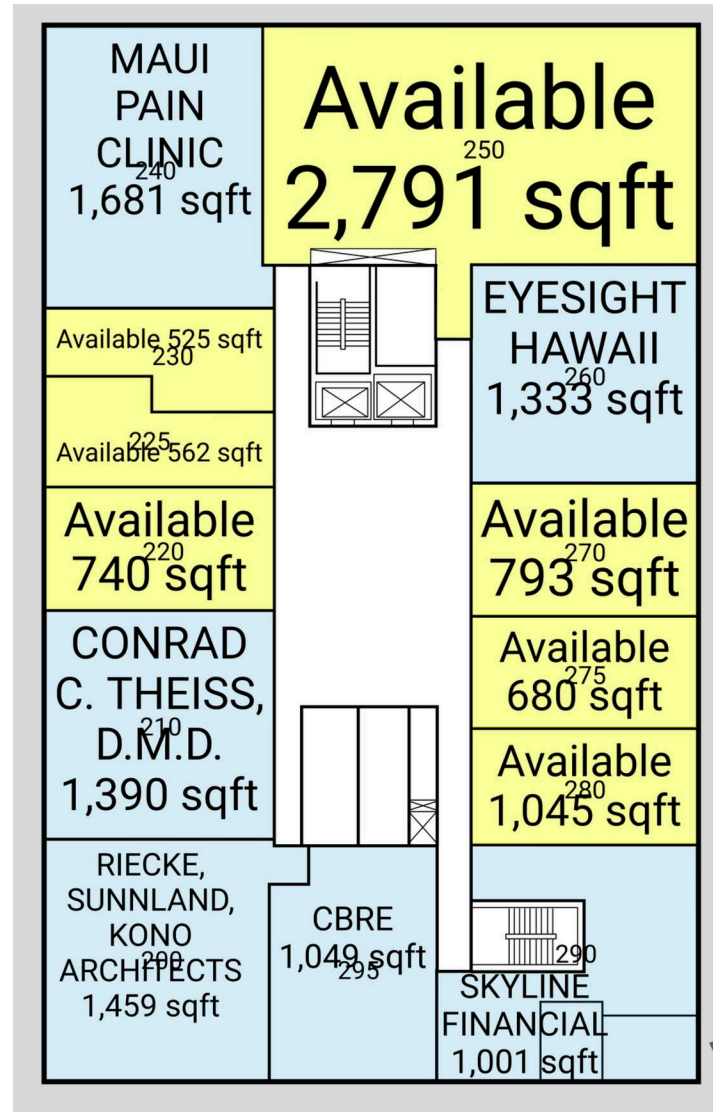 MAUI
PAIN
CLINIC
240
1,681 sqft
Available
250
2,791 sqft
Available 525 sqft
230
225
Available 562 sqft
Available
220
740 sqft
CONRAD
C. THEISS,
210
D.M.D.
1,390 sqft
RIECKE,
SUNNLAND,
KONO
200
ARCHITECTS
1,459 sqft
EYESIGHT
HAWAII
260
1,333 sqft
Available
270
793 sqft
Available
275
680 sqft
Available
280
1,045 sqft
CBRE
1,049 sqft
295
290
SKYLINE
FINANCIAL
1,001 sqft